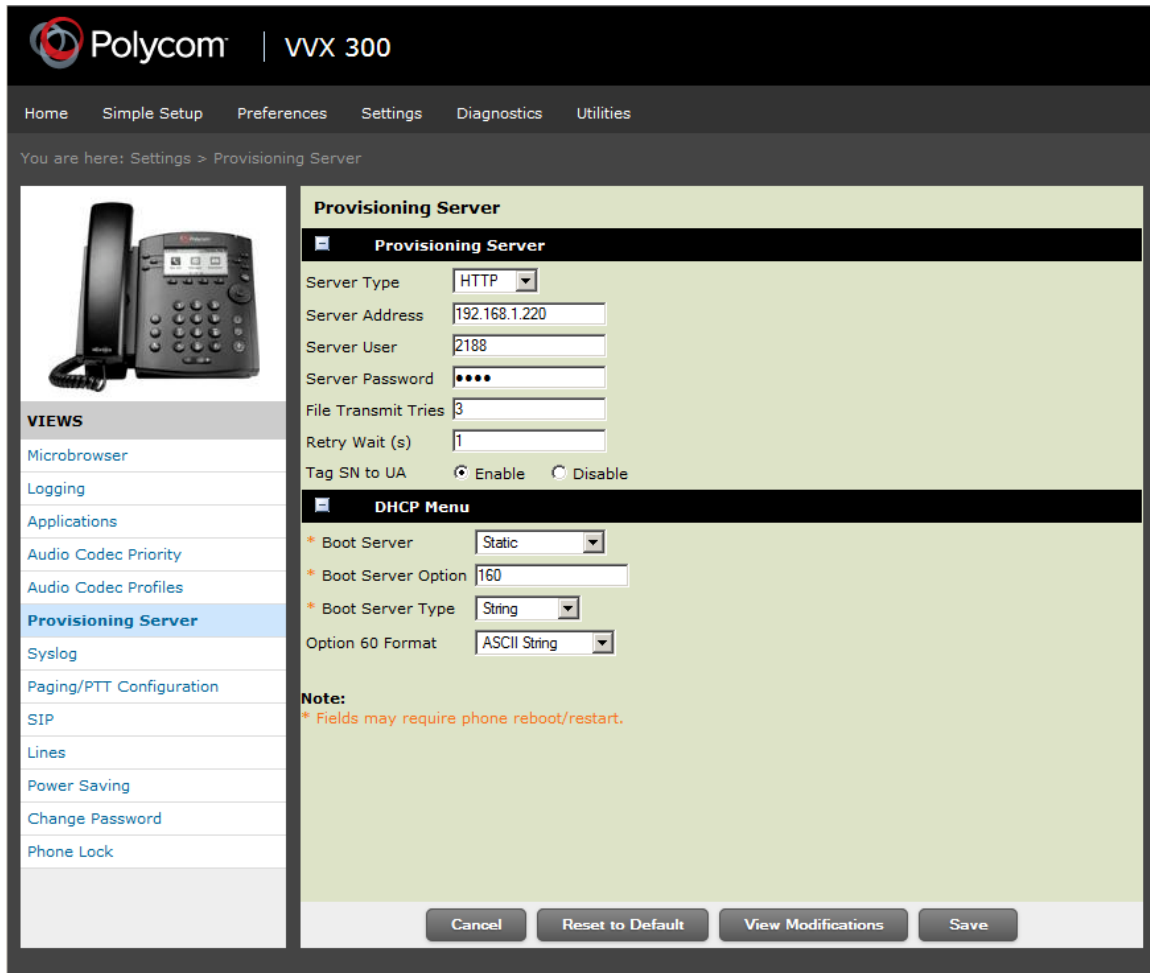 Polycom | VVX 300
Home Simple Setup Preferences Settings Diagnostics Utilities
You are here: Settings > Provisioning Server
VIEWS
Microbrowser
Logging
Applications
Audio Codec Priority
Audio Codec Profiles
Provisioning Server
Syslog
Paging/PTT Configuration
SIP
Lines
Power Saving
Change Password
Phone Lock
Provisioning Server
Provisioning Server
Server Type HTTP
Server Address 192.168.1.220
Server User 2188
Server Password ••••
File Transmit Tries 3
Retry Wait (s) 1
Tag SN to UA Enable Disable
DHCP Menu
* Boot Server Static
* Boot Server Option 160
* Boot Server Type String
Option 60 Format ASCII String
Note:
* Fields may require phone reboot/restart.
Cancel Reset to Default View Modifications Save